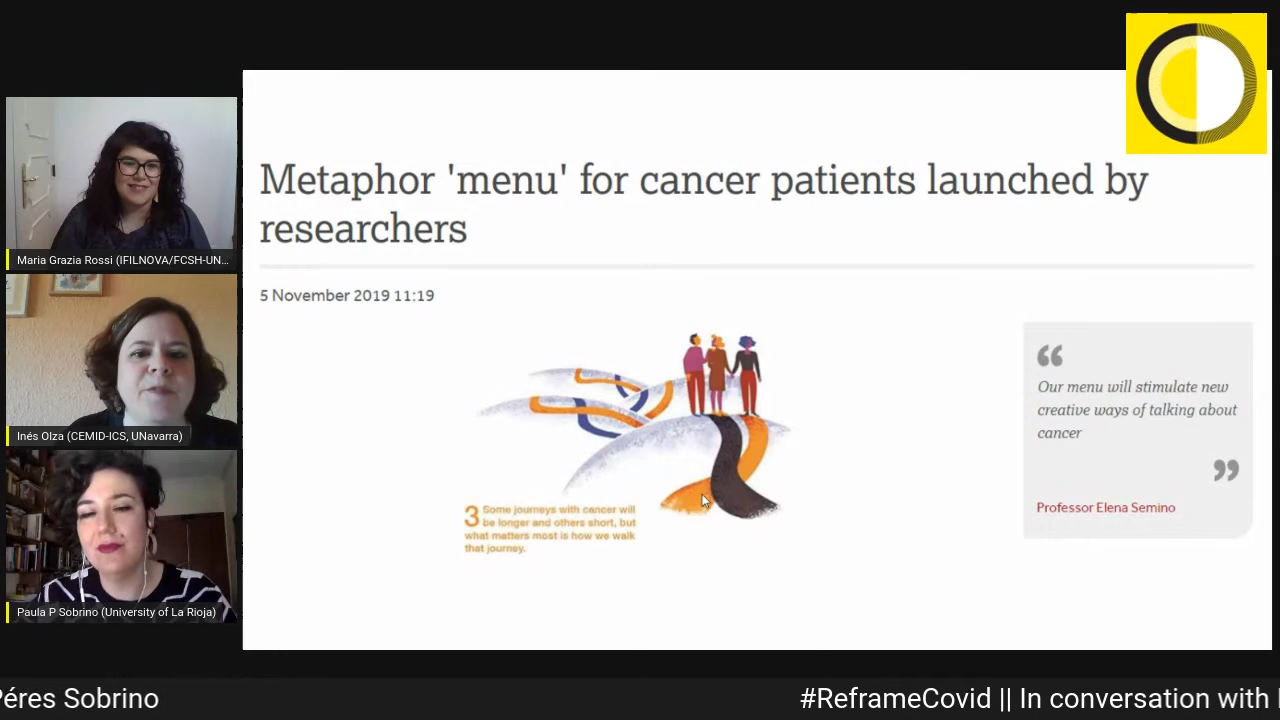 Maria Grazia Rossi (IFILNOVA/FCSH-UN...
Inés Olza (CEMID-ICS, UNavarra)
Paula P Sobrino (University of La Rioja)
Metaphor 'menu' for cancer patients launched by
researchers
5 November 2019 11:19
3 Some journeys with cancer will
be longer and others short, but
what matters most is how we walk
that journey.
“
Our menu will stimulate new
creative ways of talking about
cancer
”
Professor Elena Semino
Péres Sobrino
#ReframeCovid || In conversation with